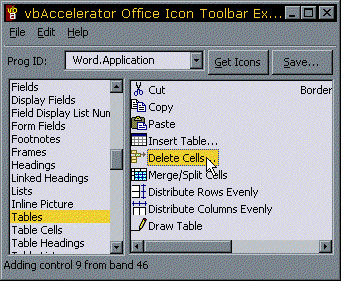 vbAccelerator Office Icon Toolbar Ex...
File Edit Help
Prog ID: Word.Application Get Icons Save...
Fields
Display Fields
Field Display List Num
Form Fields
Footnotes
Frames
Headings
Linked Headings
Lists
Inline Picture
Tables
Table Cells
Table Headings
Table Lists
Cut Border
Copy
Paste
Insert Table...
Delete Cells...
Merge/Split Cells
Distribute Rows Evenly
Distribute Columns Evenly
Draw Table
Adding control 9 from band 46